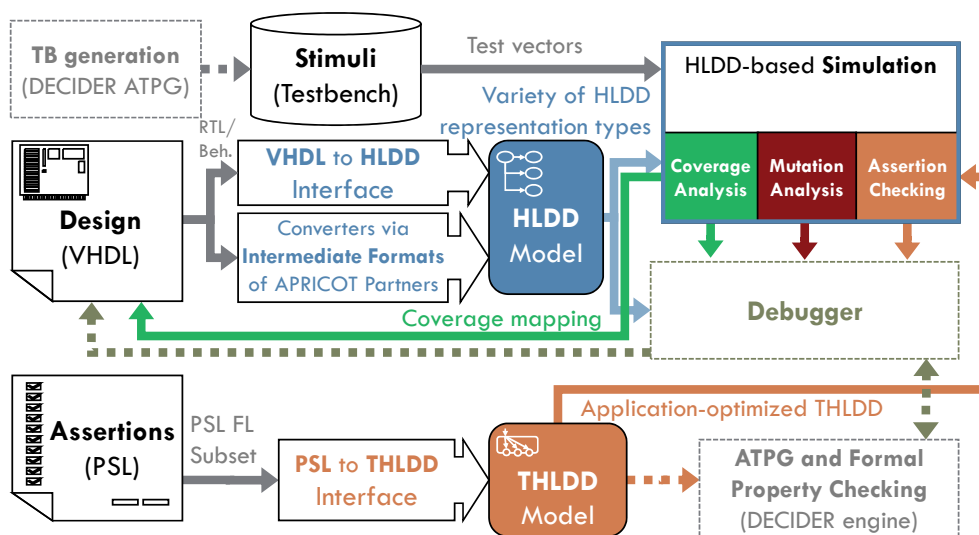 TB generation
(DECIDER ATPG)
Stimuli
(Testbench)
Test vectors
HLDD-based Simulation
Variety of HLDD
representation types
Coverage
Analysis
Mutation
Analysis
Assertion
Checking
RTL/
Beh.
Design
(VHDL)
VHDL to HLDD
Interface
Converters via
Intermediate Formats
of APRICOT Partners
HLDD
Model
Coverage mapping
Debugger
Assertions
(PSL)
PSL FL
Subset
PSL to THLDD
Interface
THLDD
Model
Application-optimized THLDD
ATPG and Formal
Property Checking
(DECIDER engine)